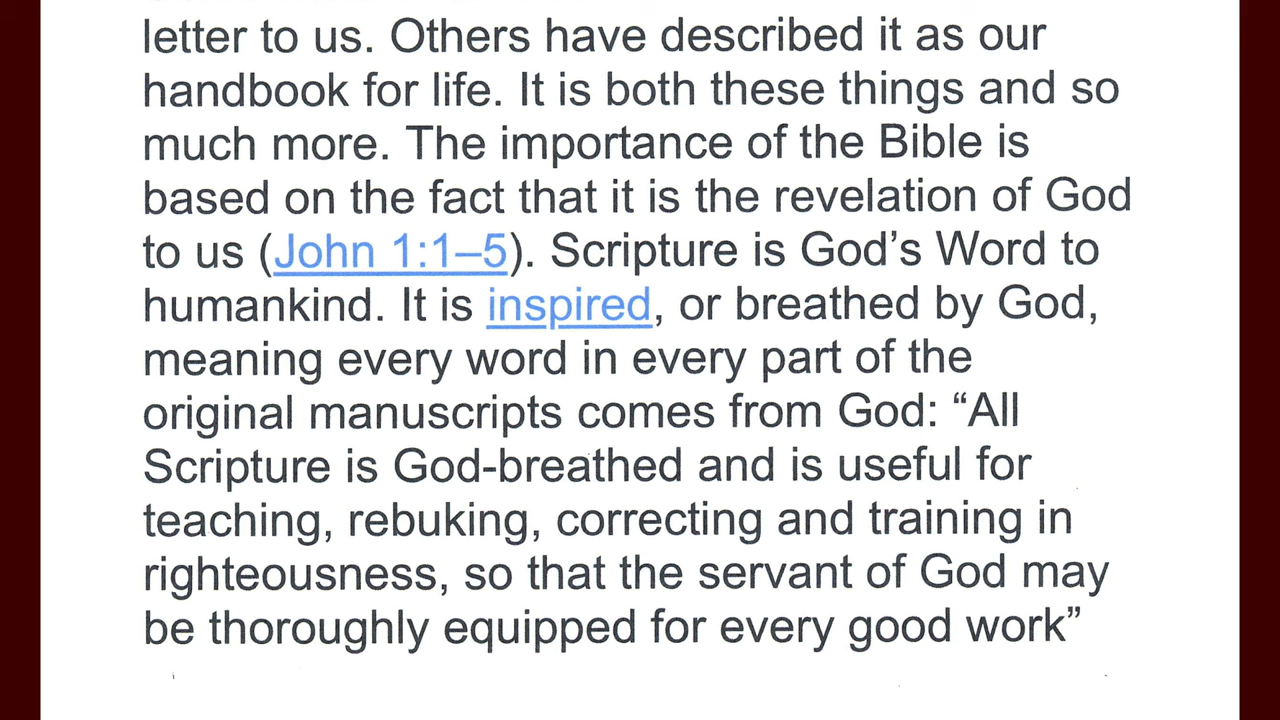 letter to us. Others have described it as our
handbook for life. It is both these things and so
much more. The importance of the Bible is
based on the fact that it is the revelation of God
to us (John 1:1–5). Scripture is God’s Word to
humankind. It is inspired, or breathed by God,
meaning every word in every part of the
original manuscripts comes from God: “All
Scripture is God-breathed and is useful for
teaching, rebuking, correcting and training in
righteousness, so that the servant of God may
be thoroughly equipped for every good work”